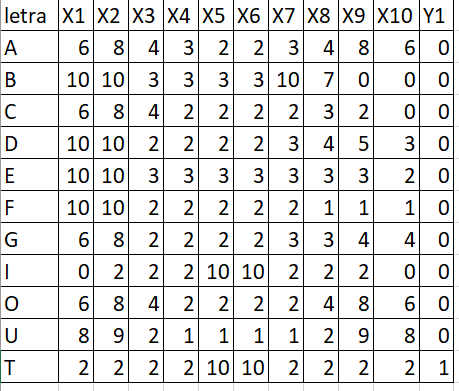 letra X1 X2 X3 X4 X5 X6 X7 X8 X9 X10 Y1
A 6 8 4 3 2 2 3 4 8 6 0
B 10 10 3 3 3 3 10 7 0 0 0
C 6 8 4 2 2 2 2 3 2 0 0
D 10 10 2 2 2 2 3 4 5 3 0
E 10 10 3 3 3 3 3 3 3 2 0
F 10 10 2 2 2 2 2 1 1 1 0
G 6 8 2 2 2 2 3 3 4 4 0
I 0 2 2 2 10 10 2 2 2 0 0
O 6 8 4 2 2 2 2 4 8 6 0
U 8 9 2 1 1 1 1 2 9 8 0
T 2 2 2 2 10 10 2 2 2 2 1